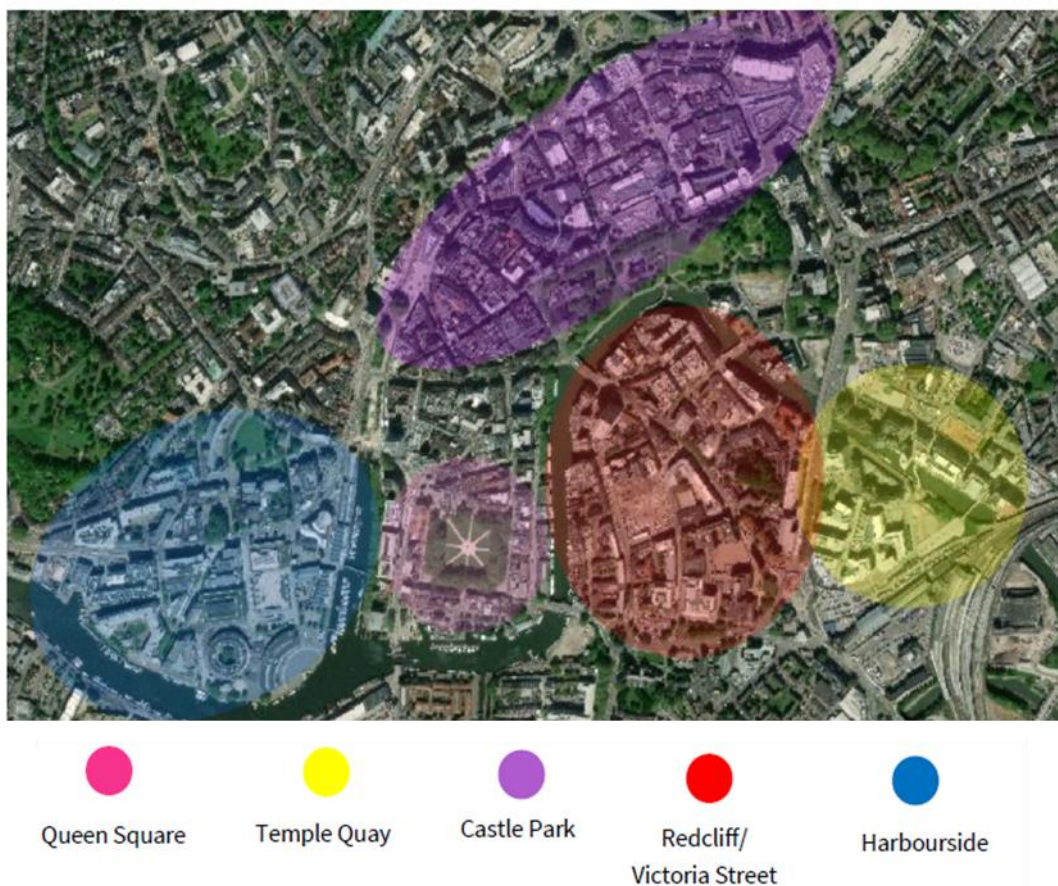 Queen Square
Temple Quay
Castle Park
Redcliff/
Victoria Street
Harbourside